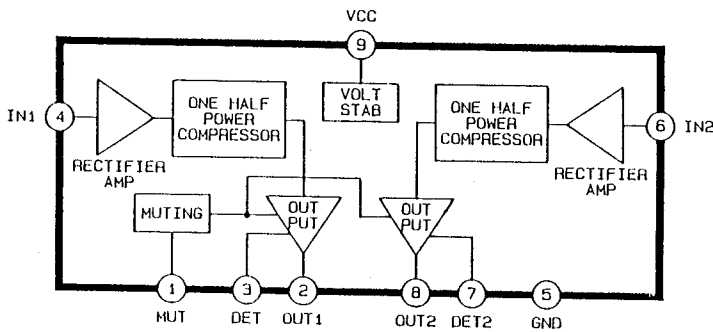 VCC
9
IN1
4
RECTIFIER
AMP
ONE HALF
POWER
COMPRESSOR
VOLT
STAB
ONE HALF
POWER
COMPRESSOR
RECTIFIER
AMP
6
IN2
MUTING
OUT
PUT
OUT
PUT
1
3
2
8
7
5
MUT
DET
OUT1
OUT2
DET2
GND